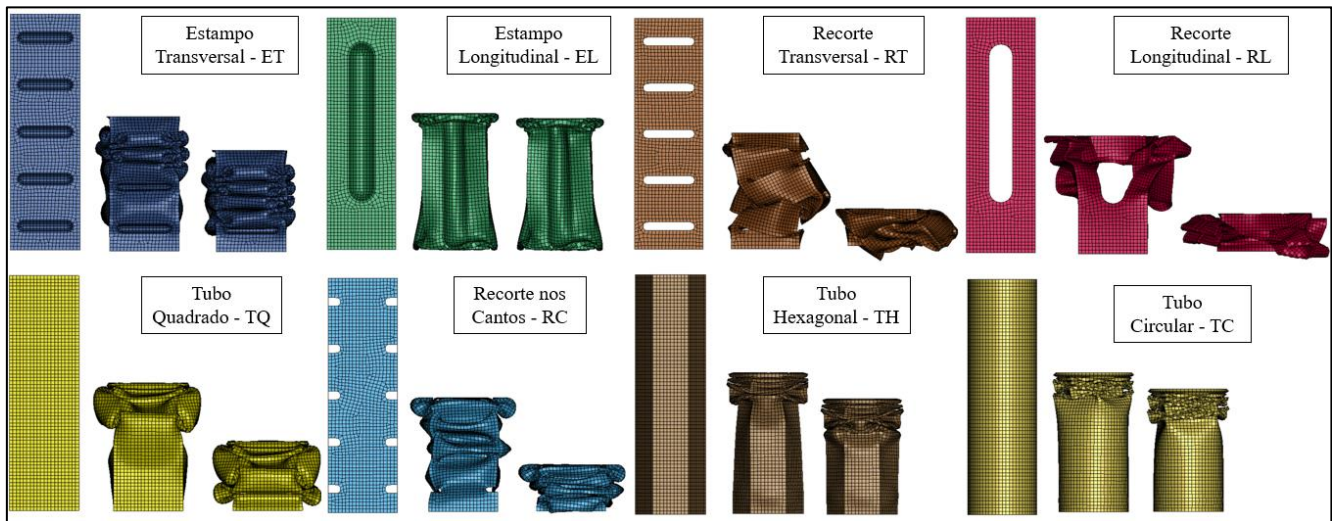 Estampo
Transversal - ET
Estampo
Longitudinal - EL
Recorte
Transversal - RT
Recorte
Longitudinal - RL
Tubo
Quadrado - TQ
Recorte nos
Cantos - RC
Tubo
Hexagonal - TH
Tubo
Circular - TC